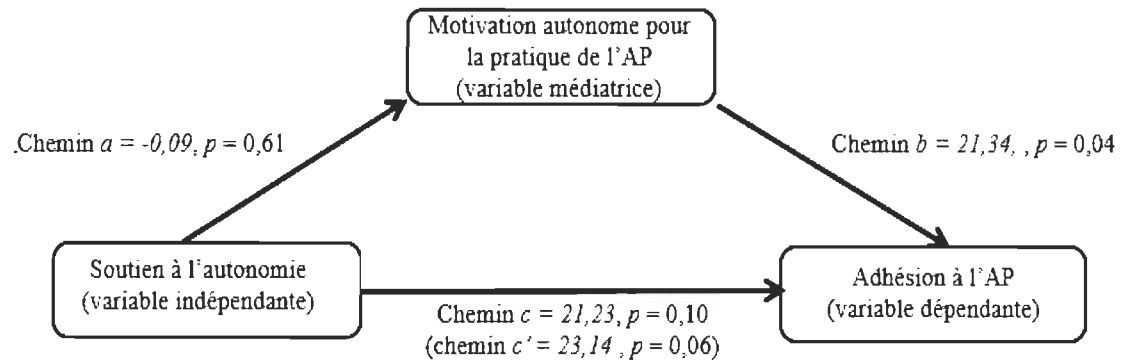 Motivation autonome pour
la pratique de l'AP
(variable médiatrice)
.Chemin a = -0,09, p = 0,61
Chemin b = 21,34, , p = 0,04
Soutien à l'autonomie
(variable indépendante)
Adhésion à l'AP
(variable dépendante)
Chemin c = 21,23, p = 0,10
(chemin c' = 23,14 , p = 0,06)